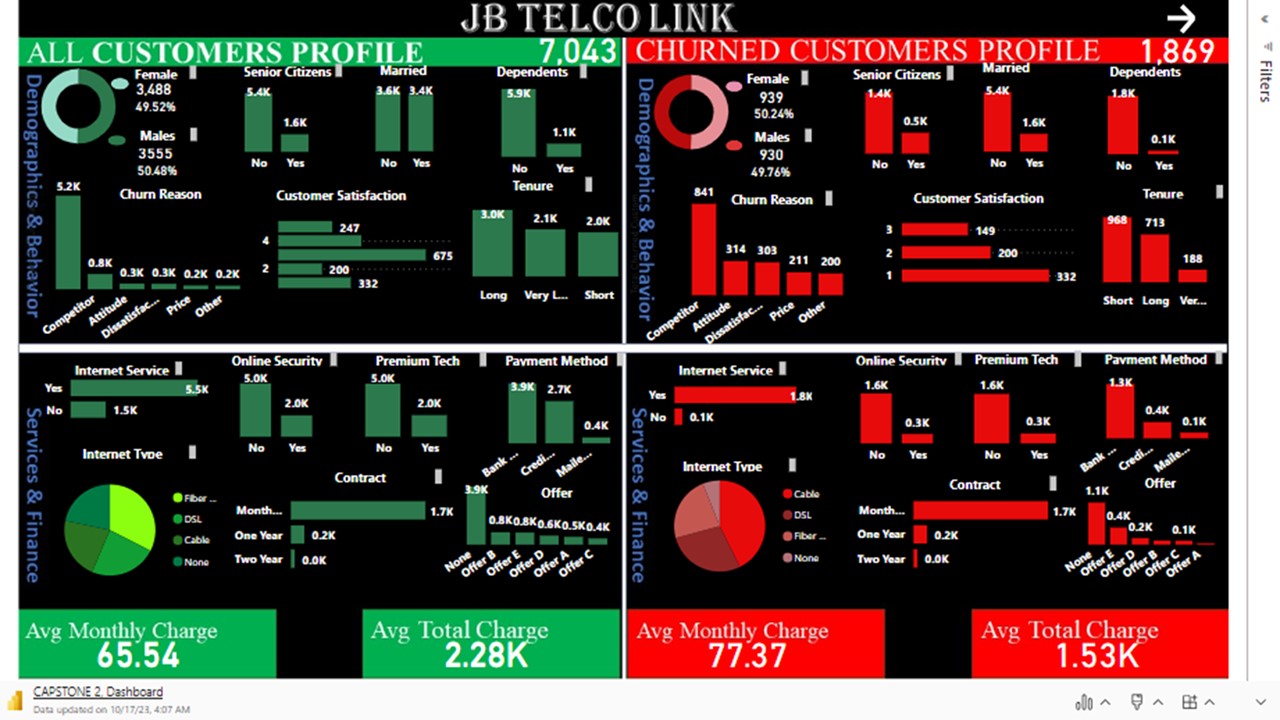 JB TELCO LINK
ALL CUSTOMERS PROFILE 7,043
Demographics & Behavior
Female
3,488
49.52%
Males
3555
50.48%
Senior Citizens
5.4K
1.6K
No Yes
Married
3.6K 3.4K
No Yes
Dependents
5.9K
1.1K
No Yes
Churn Reason
5.2K
0.8K
0.3K
0.3K
0.2K
0.2K
Competitor
Attitude
Dissatisfac...
Price
Other
Customer Satisfaction
247
4
675
2
200
332
Tenure
3.0K
2.1K
2.0K
Long Very L... Short
CHURNED CUSTOMERS PROFILE 1,869
Demographics & Behavior
Female
939
50.24%
Males
930
49.76%
Senior Citizens
1.4K
0.5K
No Yes
Married
5.4K
1.6K
No Yes
Dependents
1.8K
0.1K
No Yes
Churn Reason
841
314
303
211
200
Competitor
Attitude
Dissatisfac...
Price
Other
Customer Satisfaction
3 149
2 200
1 332
Tenure
968
713
188
Short Long Ver...
Services & Finance
Internet Service
Yes 5.5K
No 1.5K
Online Security
5.0K
2.0K
No Yes
Premium Tech
5.0K
2.0K
No Yes
Payment Method
3.9K
2.7K
0.4K
Bank ...
Credi...
Maile...
Internet Type
Fiber ...
DSL
Cable
None
Contract
Month... 1.7K
One Year 0.2K
Two Year 0.0K
Offer
3.9K
0.8K
0.8K
0.6K
0.5K
0.4K
None
Offer B
Offer E
Offer D
Offer A
Offer C
Avg Monthly Charge
65.54
Avg Total Charge
2.28K
Services & Finance
Internet Service
Yes 1.8K
No 0.1K
Online Security
1.6K
0.3K
No Yes
Premium Tech
1.6K
0.3K
No Yes
Payment Method
1.3K
0.4K
0.1K
Bank ...
Credi...
Maile...
Internet Type
Cable
DSL
Fiber ...
None
Contract
Month... 1.7K
One Year 0.2K
Two Year 0.0K
Offer
1.1K
0.4K
0.2K
0.1K
None
Offer E
Offer D
Offer B
Offer C
Offer A
Avg Monthly Charge
77.37
Avg Total Charge
1.53K
Filters
CAPSTONE 2, Dashboard
Data updated on 10/17/23, 4:07 AM